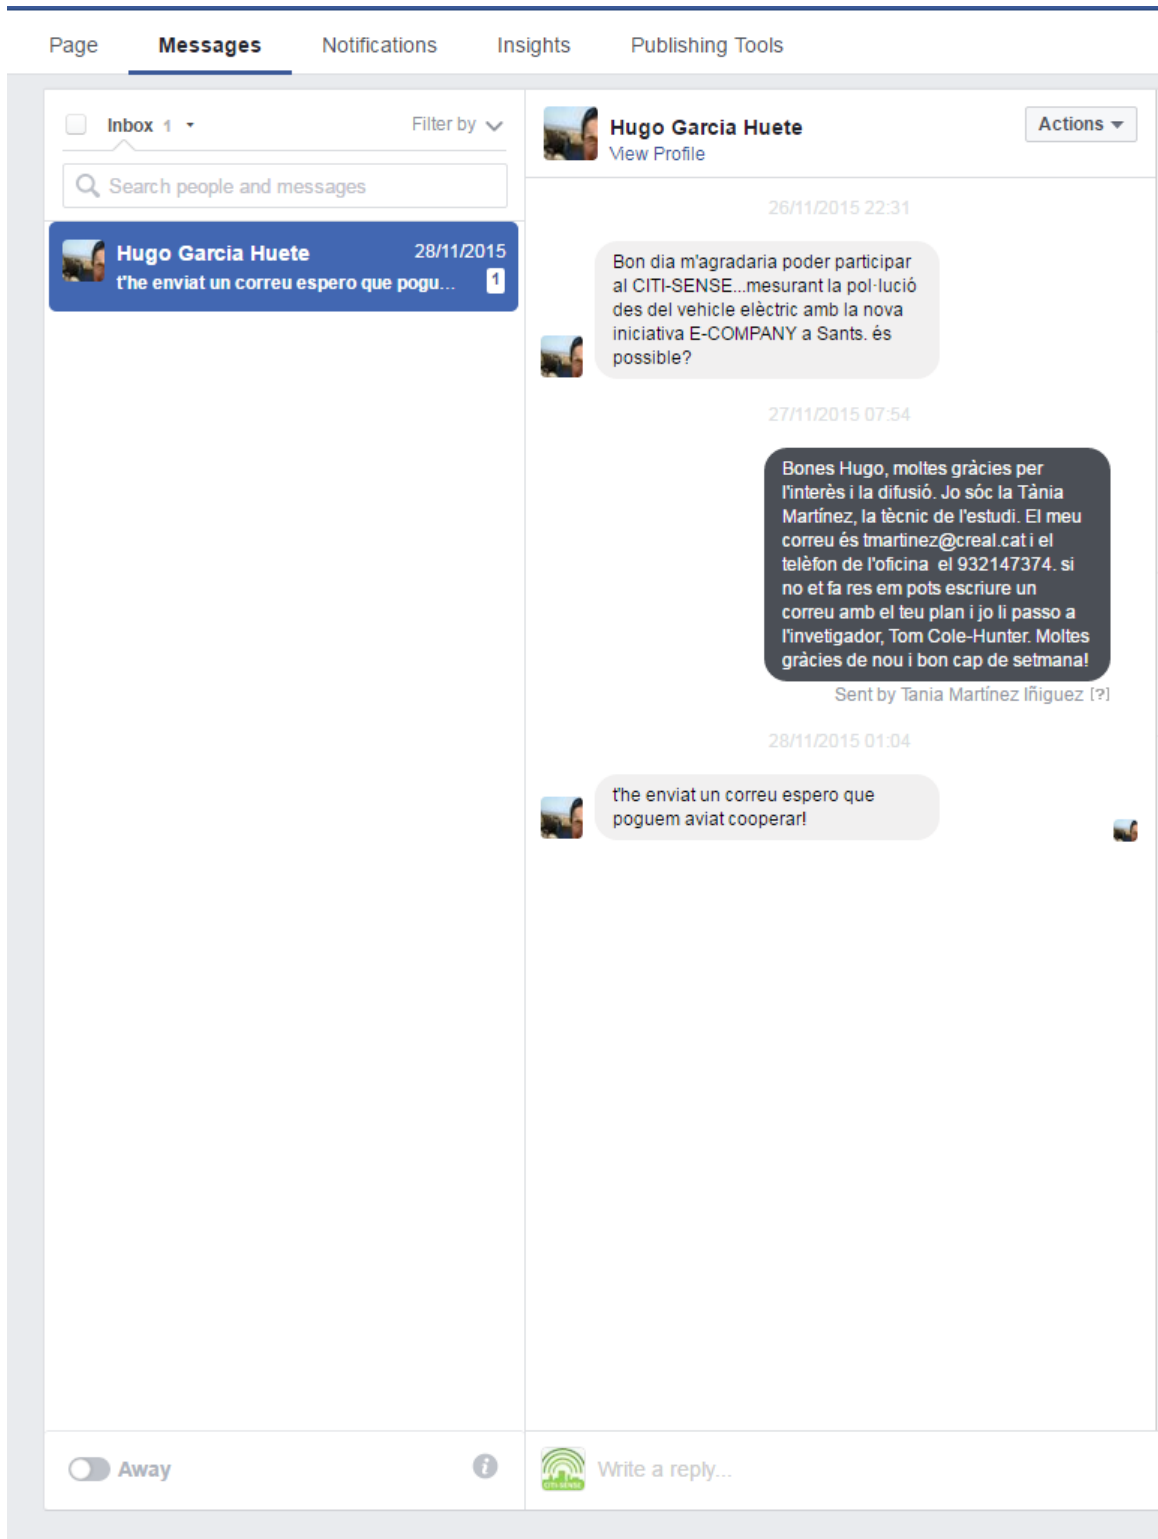 Page Messages Notifications Insights Publishing Tools
Inbox 1 Filter by
Search people and messages
Hugo Garcia Huete 28/11/2015
t'he enviat un correu espero que pogu... 1
Hugo Garcia Huete Actions
View Profile
26/11/2015 22:31
Bon dia m'agradaria poder participar
al CITI-SENSE...mesurant la pol·lució
des del vehicle elèctric amb la nova
iniciativa E-COMPANY a Sants. és
possible?
27/11/2015 07:54
Bones Hugo, moltes gràcies per
l'interès i la difusió. Jo sóc la Tània
Martínez, la tècnic de l'estudi. El meu
correu és tmartinez@creal.cat i el
telèfon de l'oficina el 932147374. si
no et fa res em pots escriure un
correu amb el teu plan i jo li passo a
l'invetigador, Tom Cole-Hunter. Moltes
gràcies de nou i bon cap de setmana!
Sent by Tania Martínez Iñiguez [?]
28/11/2015 01:04
t'he enviat un correu espero que
poguem aviat cooperar!
Away
CITI-SENSE
Write a reply...